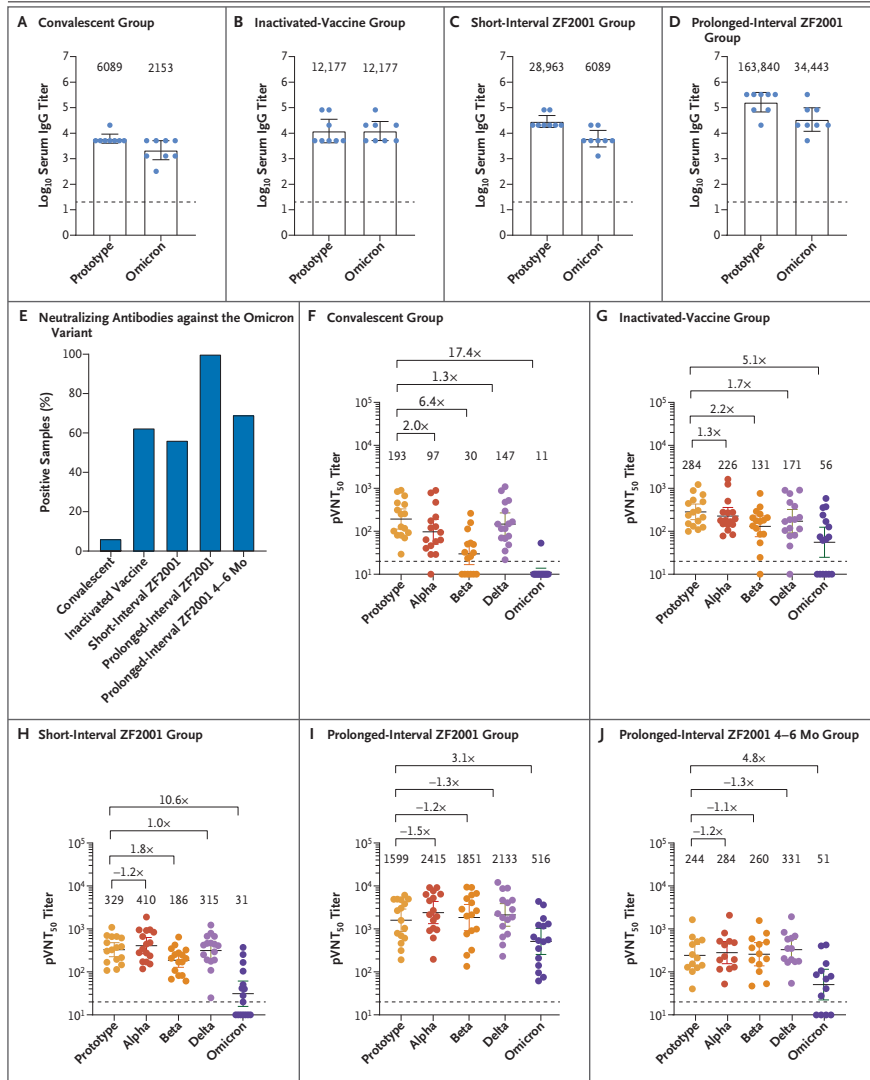 A Convalescent Group
7
6
5
4
3
2
1
0
Log10 Serum IgG Titer
6089 2153
Prototype
Omicron
B Inactivated-Vaccine Group
7
6
5
4
3
2
1
0
Log10 Serum IgG Titer
12,177 12,177
Prototype
Omicron
C Short-Interval ZF2001 Group
7
6
5
4
3
2
1
0
Log10 Serum IgG Titer
28,963 6089
Prototype
Omicron
D Prolonged-Interval ZF2001
Group
7
6
5
4
3
2
1
0
Log10 Serum IgG Titer
163,840 34,443
Prototype
Omicron
E Neutralizing Antibodies against the Omicron
Variant
100
80
60
40
20
0
Positive Samples (%)
Convalescent
Inactivated Vaccine
Short-Interval ZF2001
Prolonged-Interval ZF2001
Prolonged-Interval ZF2001 4–6 Mo
F Convalescent Group
17.4×
1.3×
6.4×
2.0×
193 97 30 147 11
10⁵
10⁴
10³
10²
10¹
pVNT50 Titer
Prototype
Alpha
Beta
Delta
Omicron
G Inactivated-Vaccine Group
5.1×
1.7×
2.2×
1.3×
284 226 131 171 56
10⁵
10⁴
10³
10²
10¹
pVNT50 Titer
Prototype
Alpha
Beta
Delta
Omicron
H Short-Interval ZF2001 Group
10.6×
1.0×
1.8×
−1.2×
329 410 186 315 31
10⁵
10⁴
10³
10²
10¹
pVNT50 Titer
Prototype
Alpha
Beta
Delta
Omicron
I Prolonged-Interval ZF2001 Group
3.1×
−1.3×
−1.2×
−1.5×
1599 2415 1851 2133 516
10⁵
10⁴
10³
10²
10¹
pVNT50 Titer
Prototype
Alpha
Beta
Delta
Omicron
J Prolonged-Interval ZF2001 4–6 Mo Group
4.8×
−1.3×
−1.1×
−1.2×
244 284 260 331 51
10⁵
10⁴
10³
10²
10¹
pVNT50 Titer
Prototype
Alpha
Beta
Delta
Omicron